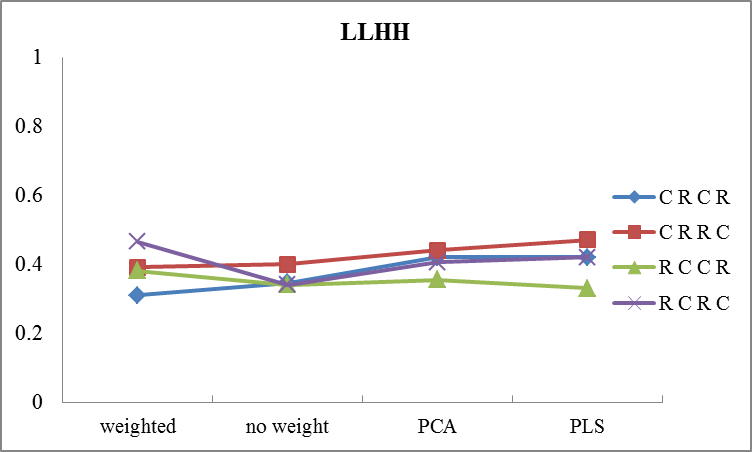 LLHH
1
0.8
0.6
0.4
0.2
0
weighted
no weight
PCA
PLS
C R C R
C R R C
R C C R
R C R C